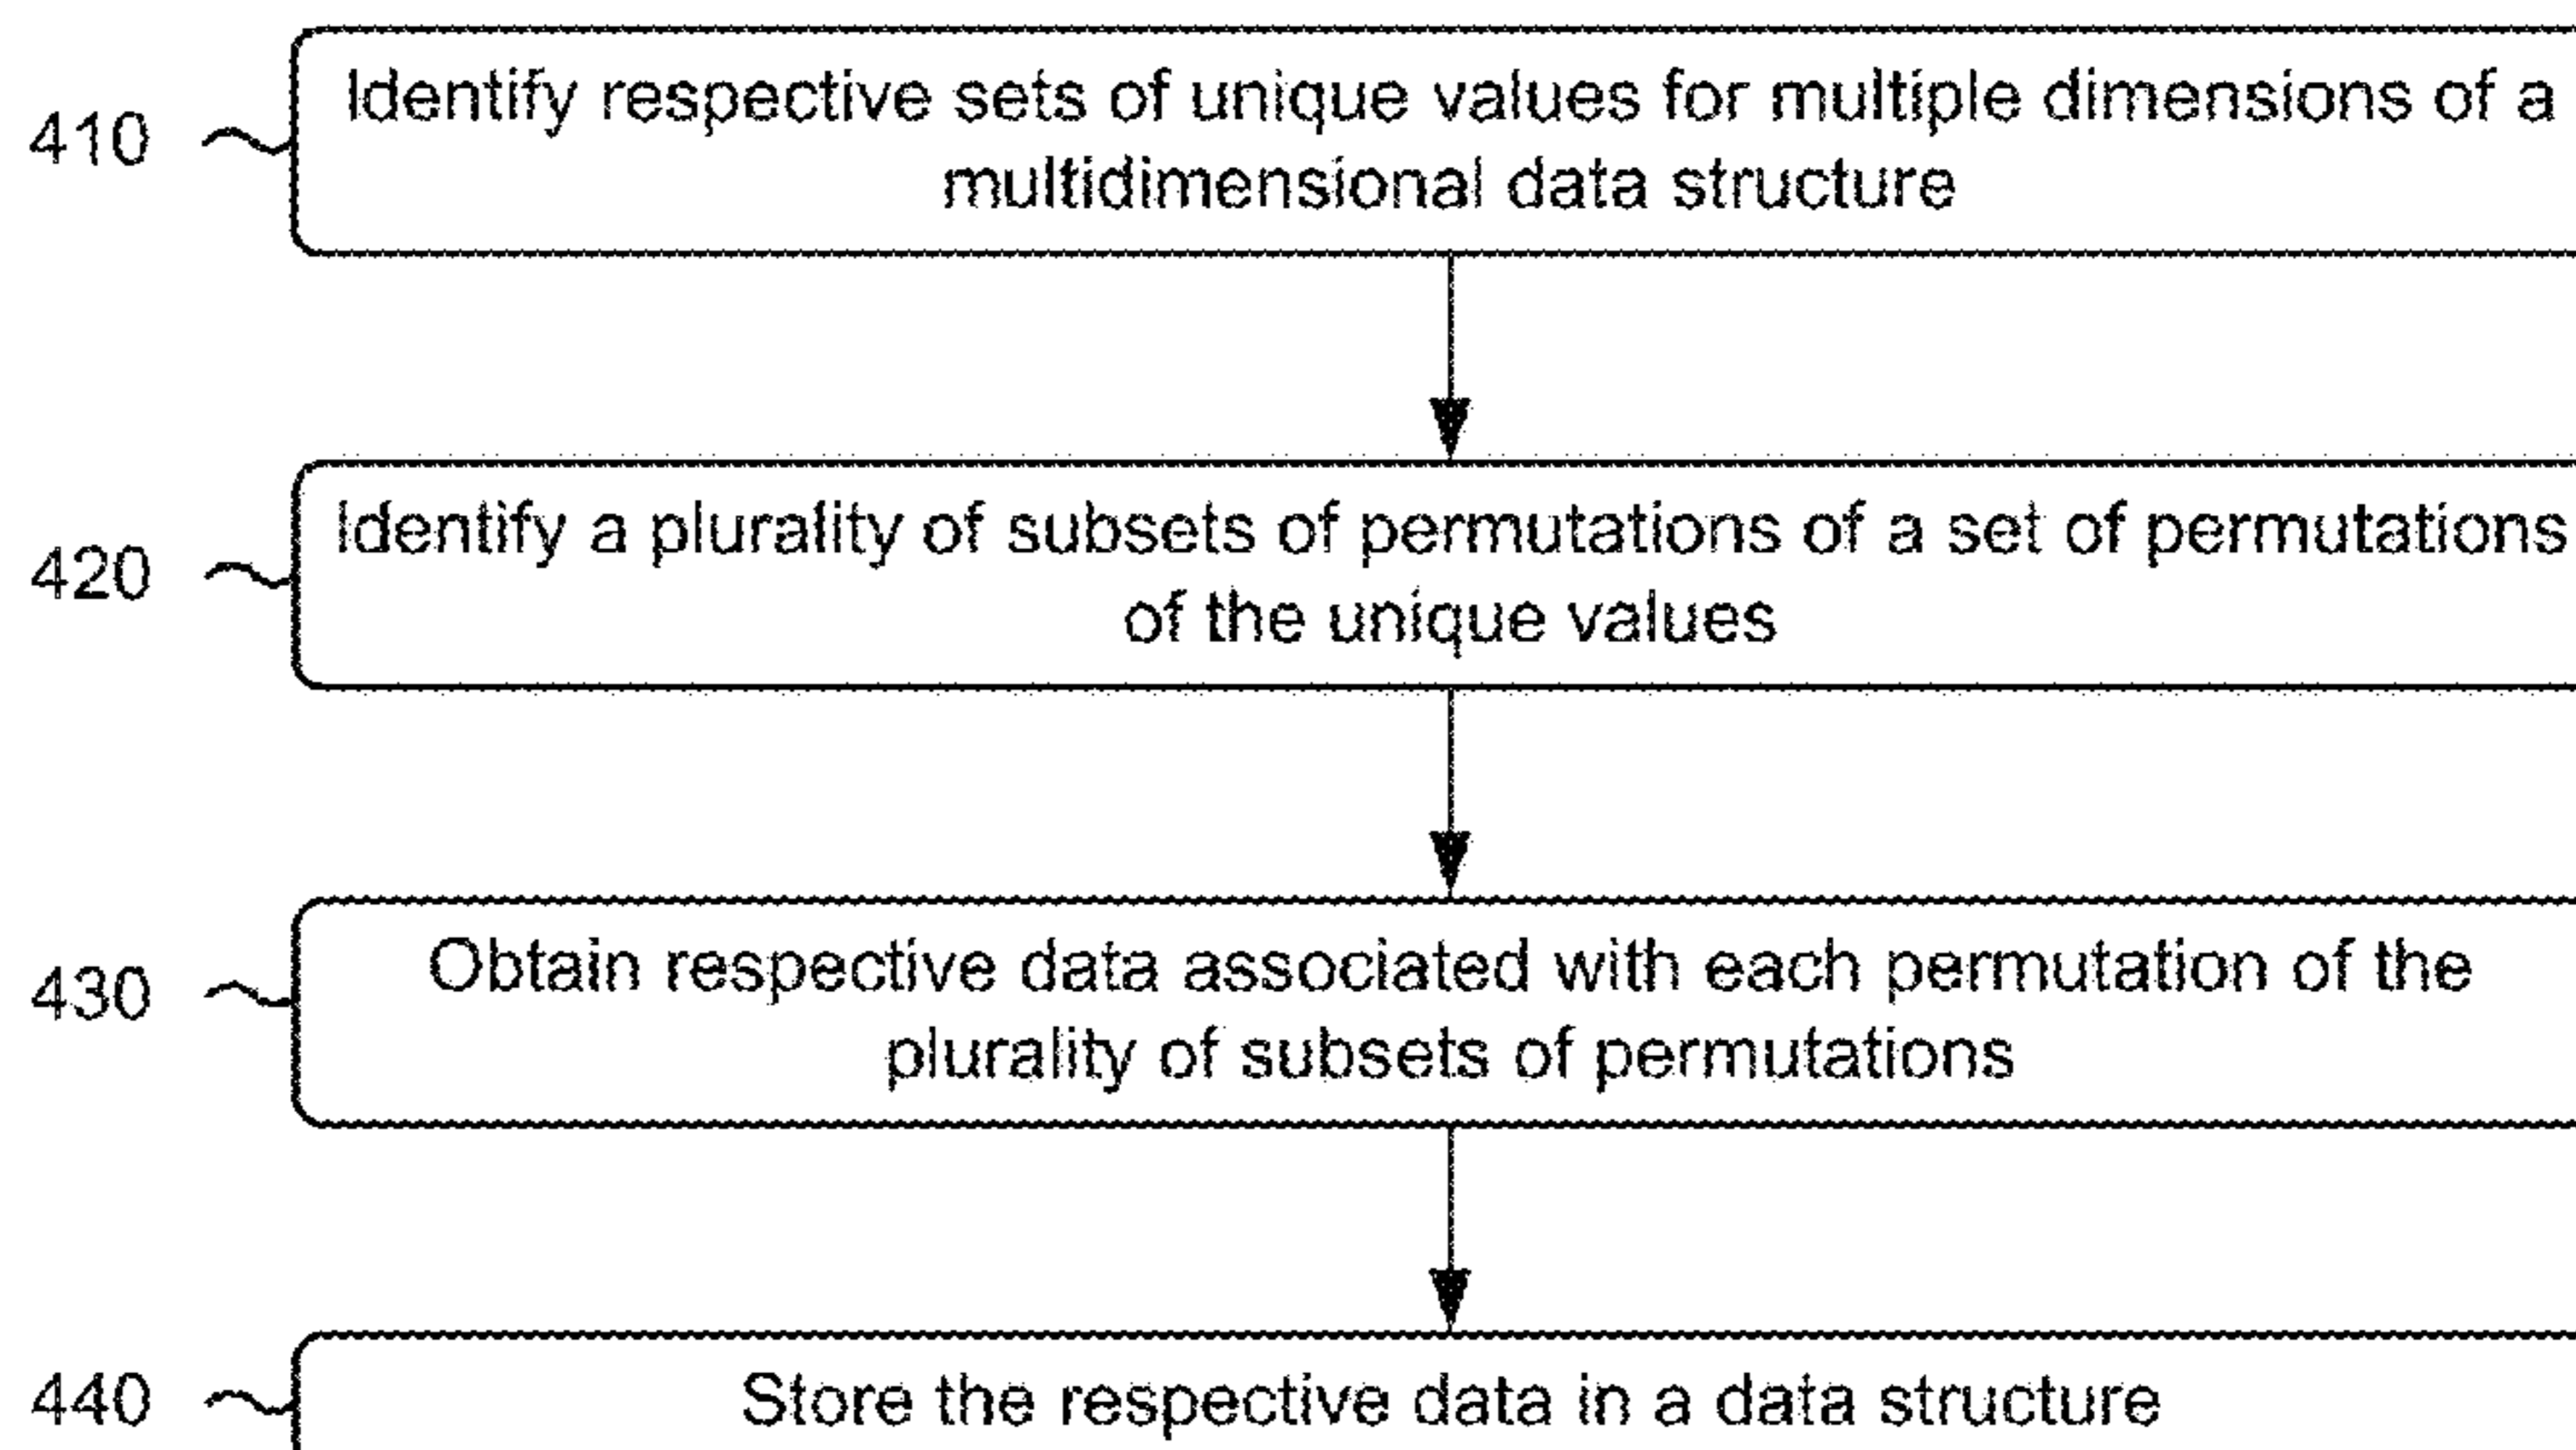 410
Identify respective sets of unique values for multiple dimensions of a
multidimensional data structure
420
Identify a plurality of subsets of permutations of a set of permutations
of the unique values
430
Obtain respective data associated with each permutation of the
plurality of subsets of permutations
440
Store the respective data in a data structure